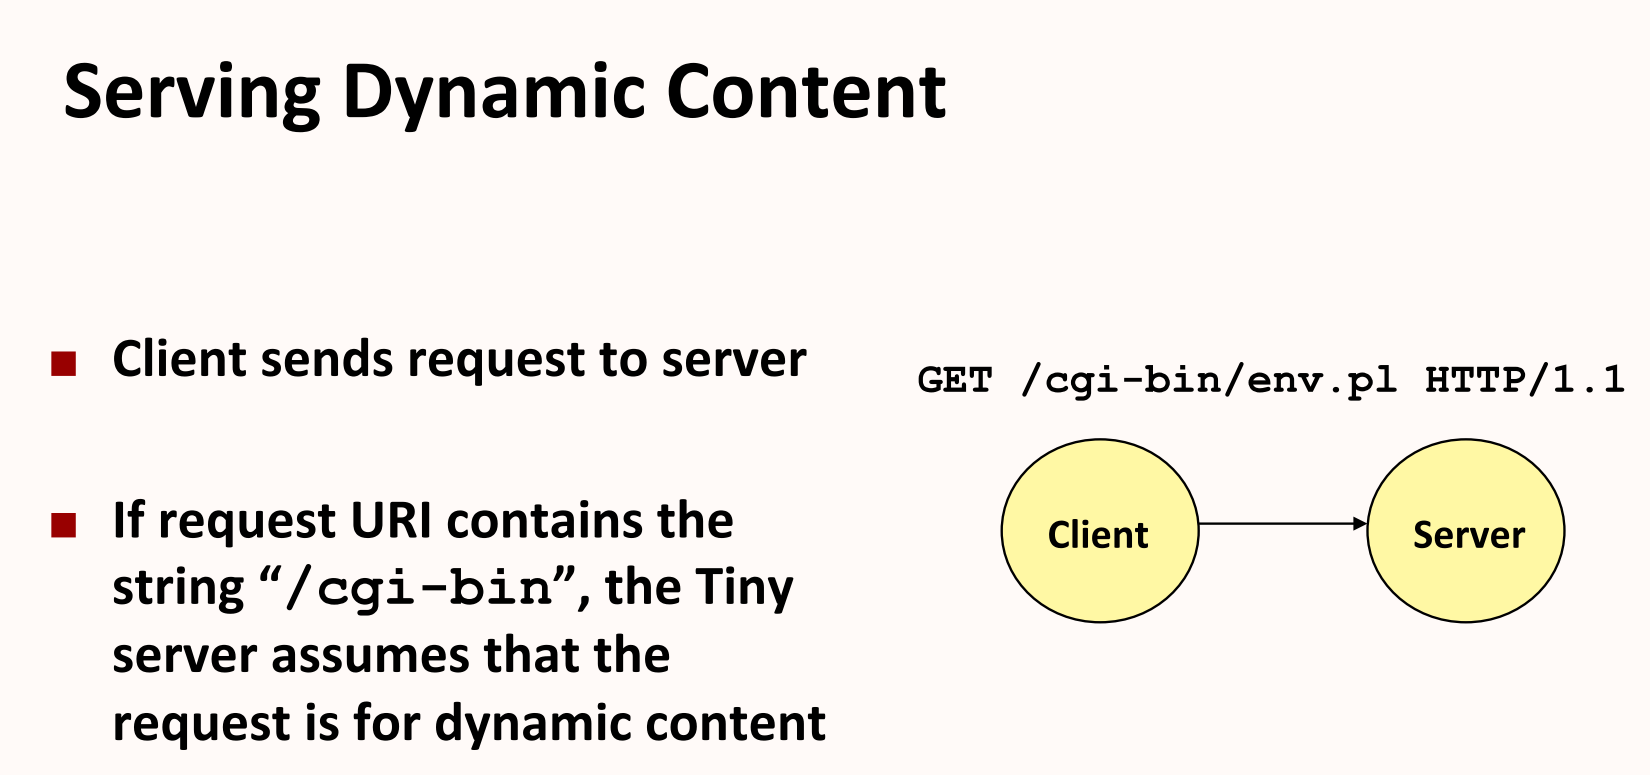 Serving Dynamic Content
Client sends request to server
If request URI contains the
string “/cgi-bin”, the Tiny
server assumes that the
request is for dynamic content
GET /cgi-bin/env.pl HTTP/1.1
Client
Server